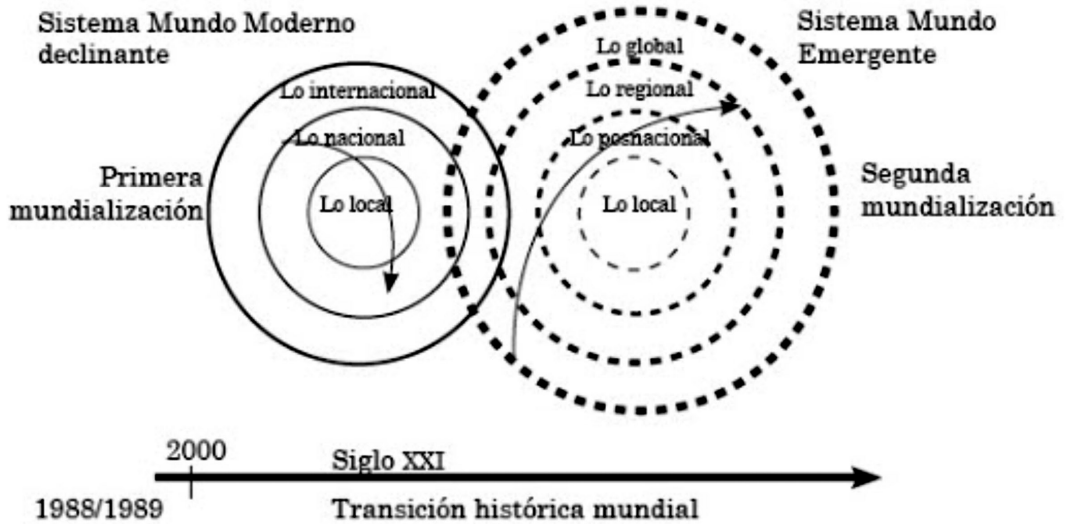 Sistema Mundo Moderno
declinante
Sistema Mundo
Emergente
Lo internacional
Lo nacional
Lo local
Primera
mundialización
Lo global
Lo regional
Lo posnacional
Lo local
Segunda
mundialización
2000
Siglo XXI
1988/1989
Transición histórica mundial